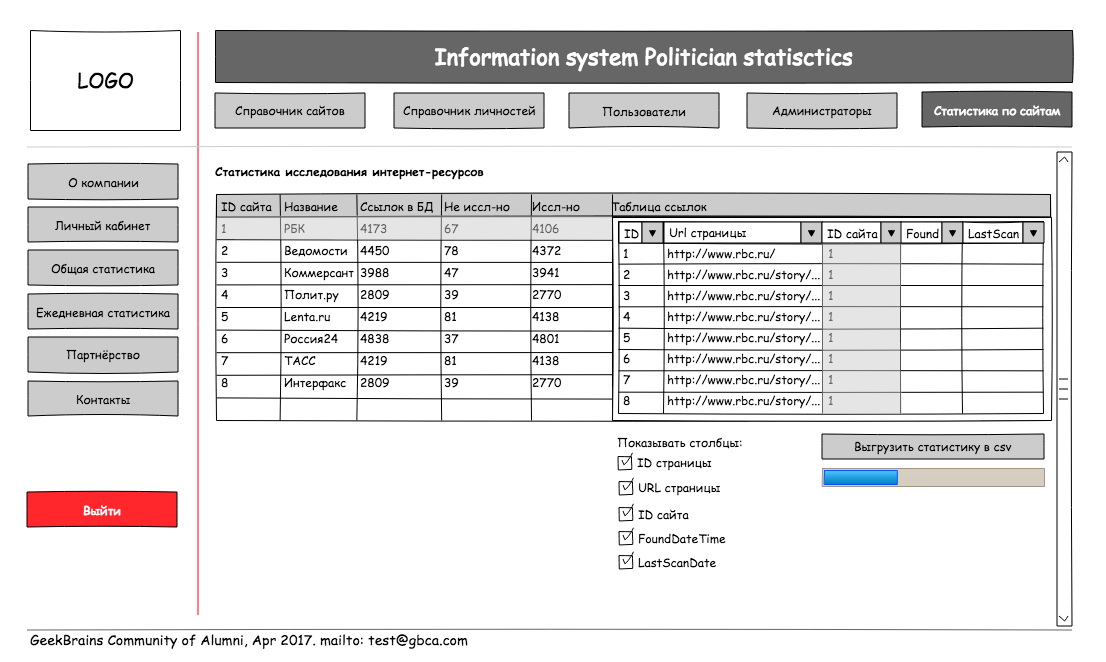 LOGO
Information system Politician statisctics
Справочник сайтов
Справочник личностей
Пользователи
Администраторы
Статистика по сайтам
О компании
Личный кабинет
Общая статистика
Ежедневная статистика
Партнёрство
Контакты
Выйти
Статистика исследования интернет-ресурсов
ID сайта Название Ссылок в БД Не иссл-но Иссл-но Таблица ссылок
1 РБК 4173 67 4106
2 Ведомости 4450 78 4372
3 Коммерсант 3988 47 3941
4 Полит.ру 2809 39 2770
5 Lenta.ru 4219 81 4138
6 Россия24 4838 37 4801
7 ТАСС 4219 81 4138
8 Интерфакс 2809 39 2770
ID ▼ Url страницы ▼ ID сайта ▼ Found ▼ LastScan ▼
1 http://www.rbc.ru/ 1
2 http://www.rbc.ru/story/... 1
3 http://www.rbc.ru/story/... 1
4 http://www.rbc.ru/story/... 1
5 http://www.rbc.ru/story/... 1
6 http://www.rbc.ru/story/... 1
7 http://www.rbc.ru/story/... 1
8 http://www.rbc.ru/story/... 1
Показывать столбцы:
ID страницы
URL страницы
ID сайта
FoundDateTime
LastScanDate
Выгрузить статистику в csv
GeekBrains Community of Alumni, Apr 2017. mailto: test@gbca.com